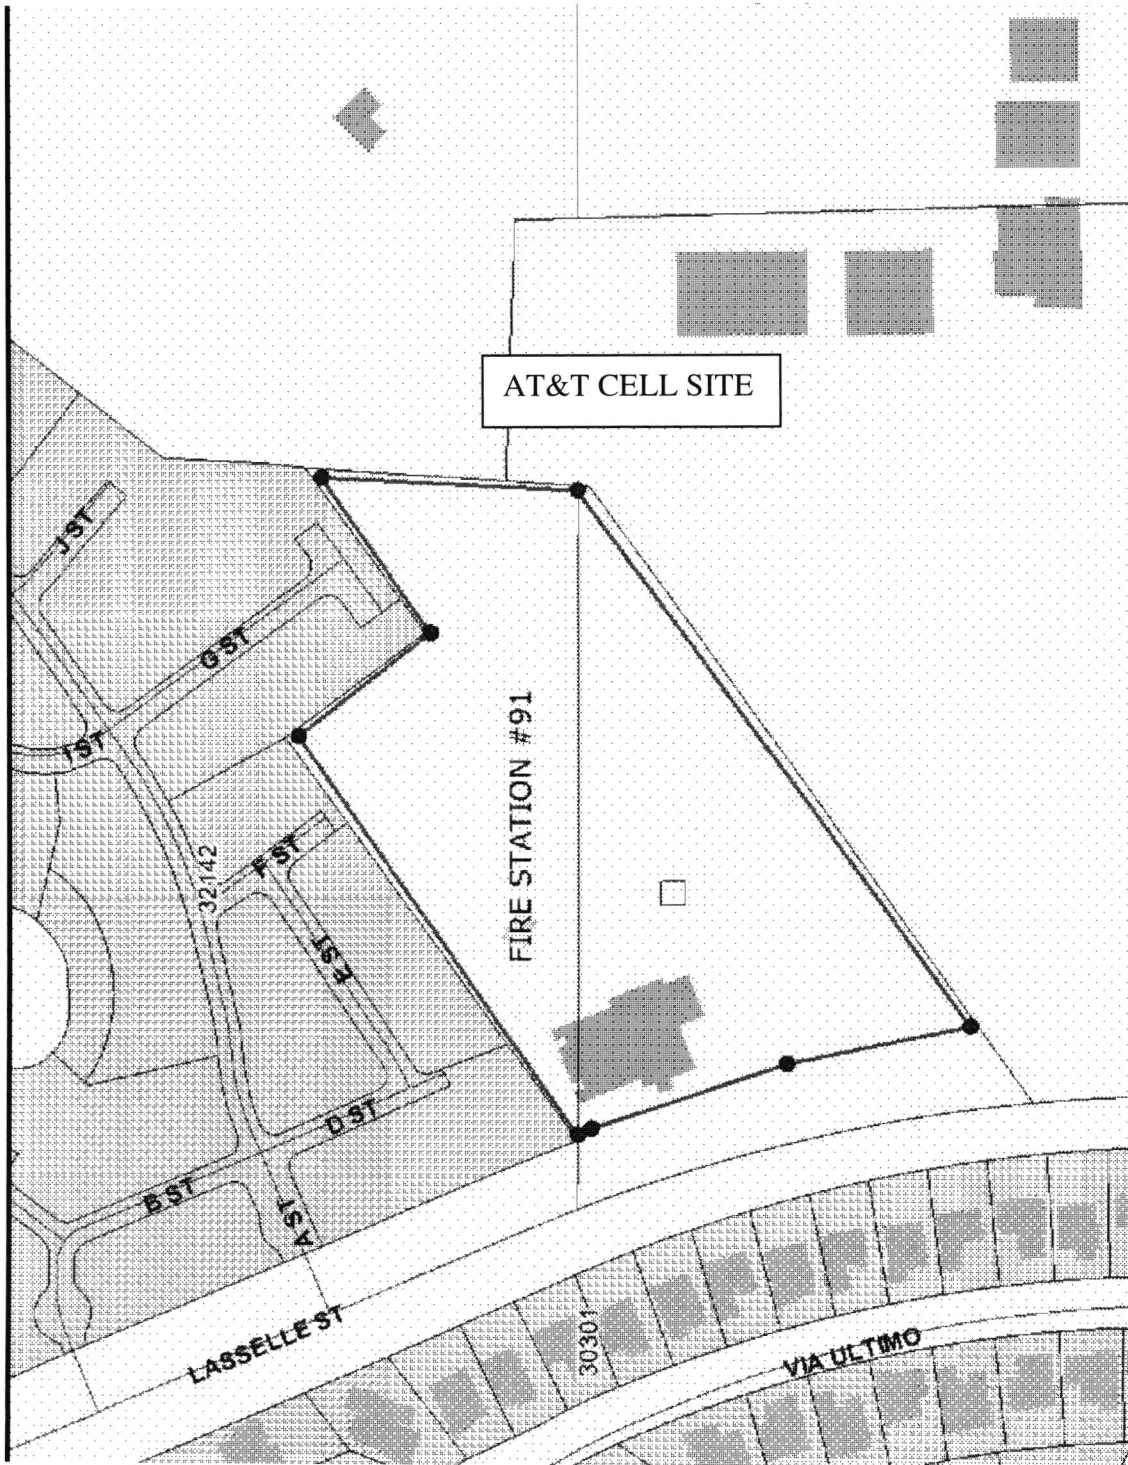 AT&T CELL SITE
J ST
G ST
I ST
FIRE STATION #91
32142
F ST
D ST
B ST
A ST
LASSELLE ST
30301
VIA ULTIMO